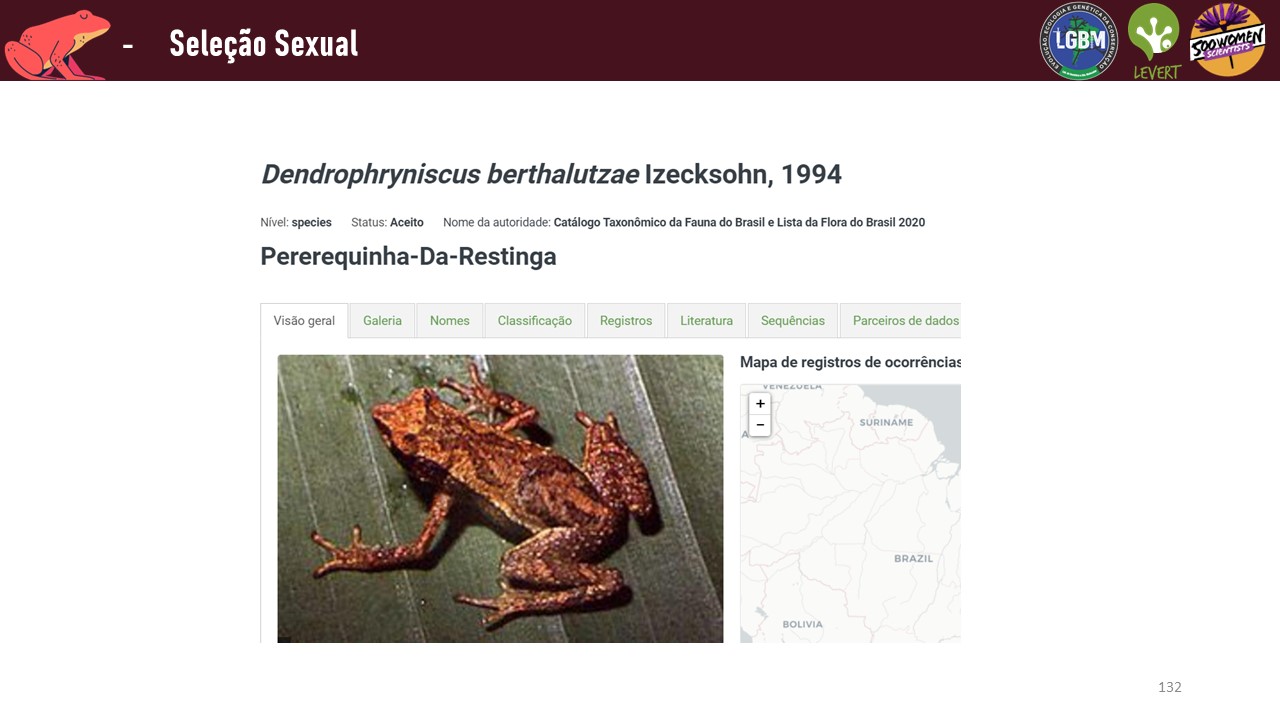 - Seleção Sexual
EVOLUÇÃO, ECOLOGIA E GENÉTICA DA CONSERVAÇÃO
LGBM
LEVERT
500 WOMEN
SCIENTISTS
Dendrophryniscus berthalutzae Izecksohn, 1994
Nível: species Status: Aceito Nome da autoridade: Catálogo Taxonômico da Fauna do Brasil e Lista da Flora do Brasil 2020
Pererequinha-Da-Restinga
Visão geral Galeria Nomes Classificação Registros Literatura Sequências Parceiros de dados
Mapa de registros de ocorrências
VENEZUELA
+
SURINAME
-
BRAZIL
BOLIVIA
132